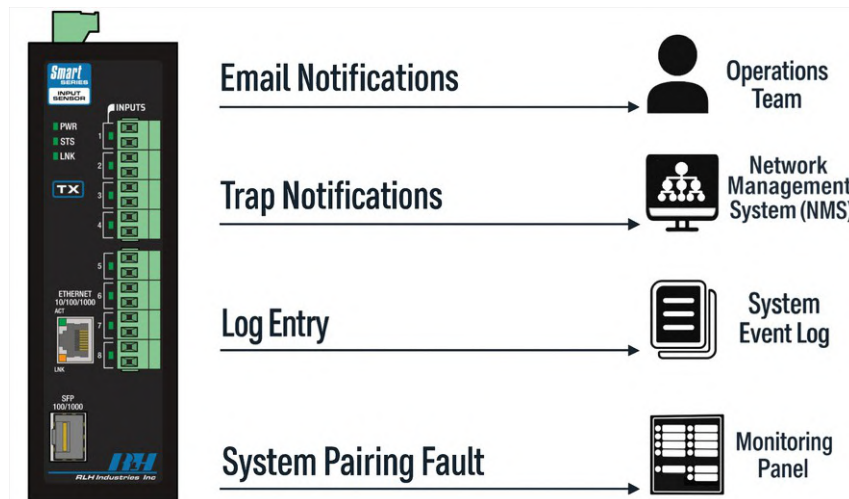 Smart
SERIES
INPUT
SENSOR
INPUTS
PWR
STS
LNK
TX
1
2
3
4
5
6
7
8
ETHERNET
10/100/1000
ACT
LNK
SFP
100/1000
RLH
RLH Industries Inc
Email Notifications
Operations
Team
Trap Notifications
Network
Management
System (NMS)
Log Entry
System
Event Log
System Pairing Fault
Monitoring
Panel